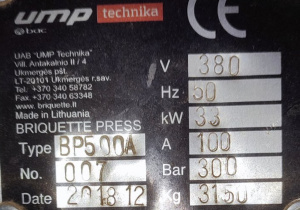 ump technika
bac
UAB "UMP Technika"
Vill. Antakalnio II / 4
Ukmergės pšt.
LT-20101 Ukmergės r.sav.
Tel. +370 340 58782
Fax. +370 340 63348
www.briquette.lt
Made in Lithuania
BRIQUETTE PRESS
Type BP500A
No. 007
Date 2018 12
V 380
Hz 50
kW 33
A 100
Bar 300
Kg 3150